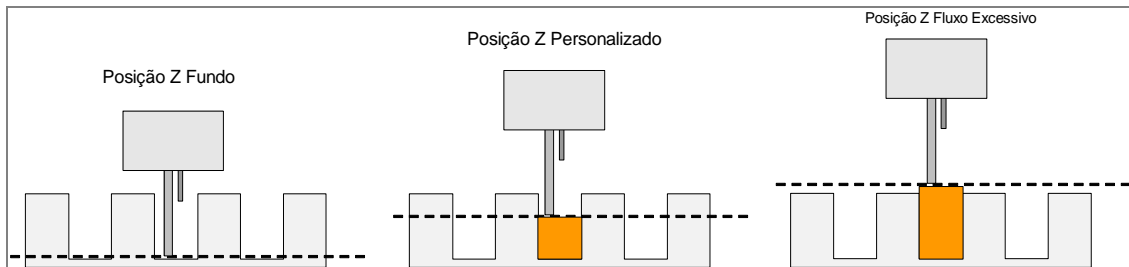 Posição Z Fundo
Posição Z Personalizado
Posição Z Fluxo Excessivo